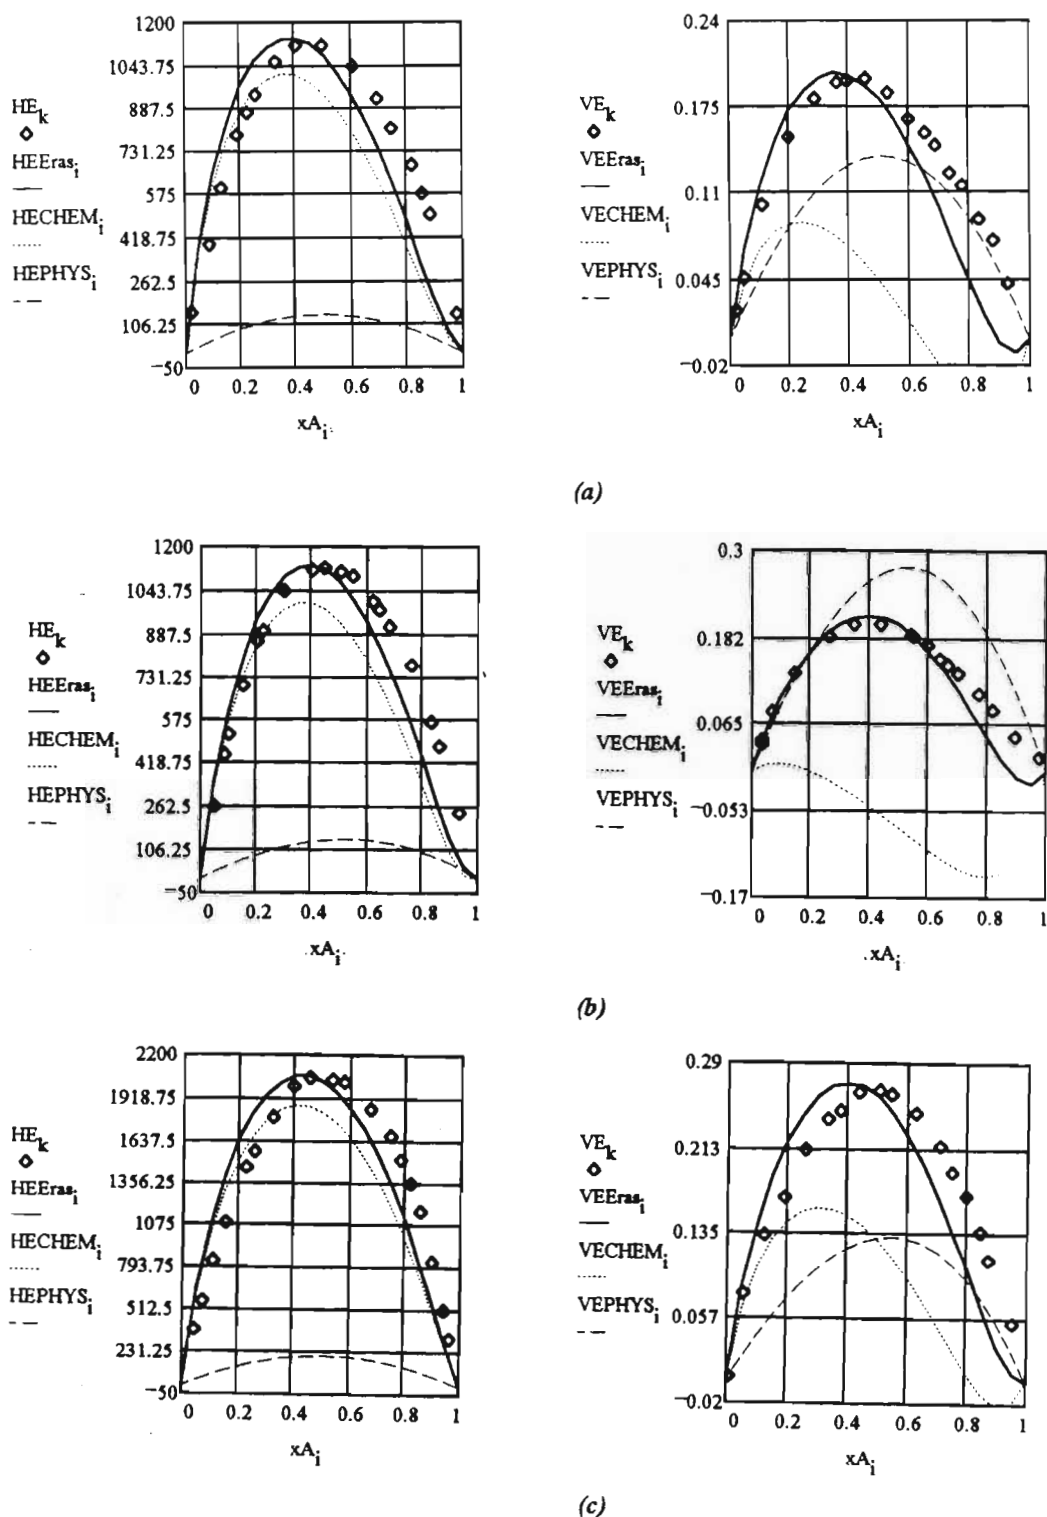 1200
1043.75
887.5
731.25
575
418.75
262.5
106.25
−50
HE_k
HEEras_i
HECHEM_i
HEPHYS_i
0 0.2 0.4 0.6 0.8 1
xA_i
0.24
0.175
0.11
0.045
−0.02
VE_k
VEEras_i
VECHEM_i
VEPHYS_i
0 0.2 0.4 0.6 0.8 1
xA_i
(a)
1200
1043.75
887.5
731.25
575
418.75
262.5
106.25
−50
HE_k
HEEras_i
HECHEM_i
HEPHYS_i
0 0.2 0.4 0.6 0.8 1
xA_i
0.3
0.182
0.065
−0.053
−0.17
VE_k
VEEras_i
VECHEM_i
VEPHYS_i
0 0.2 0.4 0.6 0.8 1
xA_i
(b)
2200
1918.75
1637.5
1356.25
1075
793.75
512.5
231.25
−50
HE_k
HEEras_i
HECHEM_i
HEPHYS_i
0 0.2 0.4 0.6 0.8 1
xA_i
0.29
0.213
0.135
0.057
−0.02
VE_k
VEEras_i
VECHEM_i
VEPHYS_i
0 0.2 0.4 0.6 0.8 1
xA_i
(c)